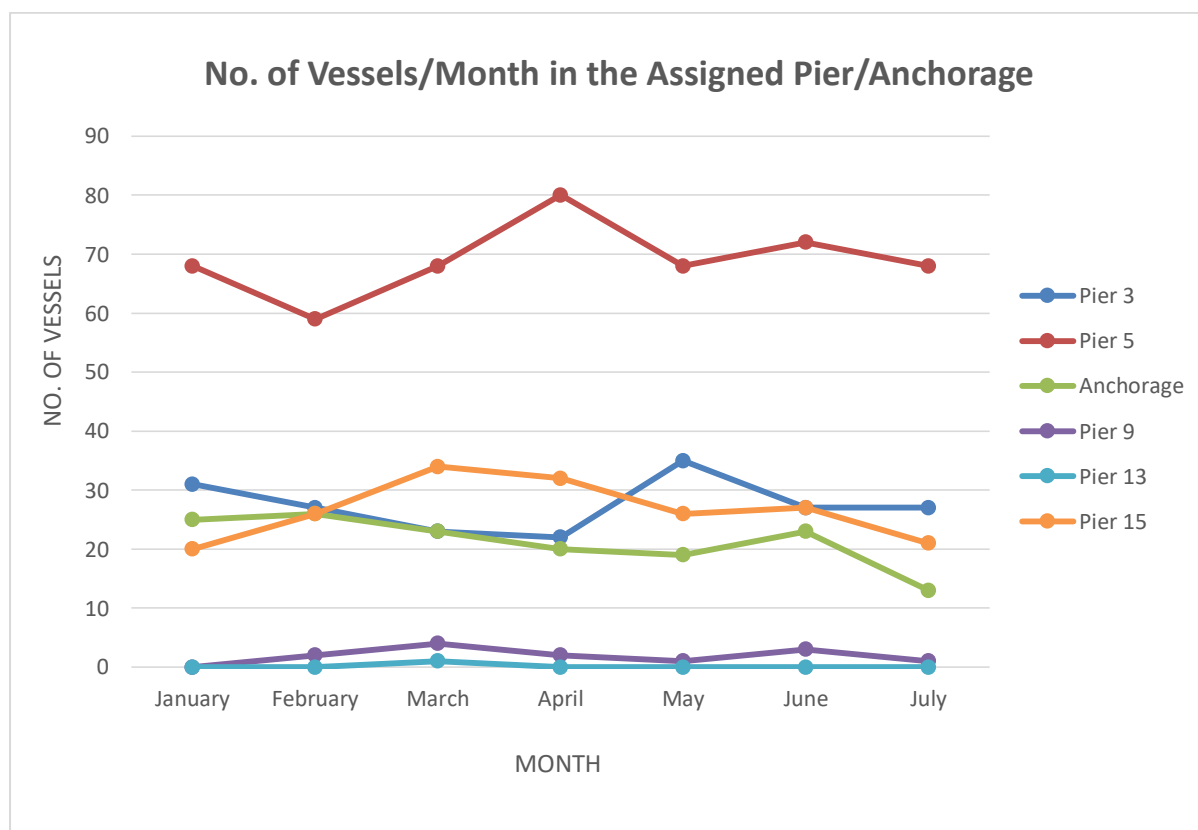 No. of Vessels/Month in the Assigned Pier/Anchorage
90
80
70
60
50
40
30
20
10
0
NO. OF VESSELS
January February March April May June July
MONTH
Pier 3
Pier 5
Anchorage
Pier 9
Pier 13
Pier 15